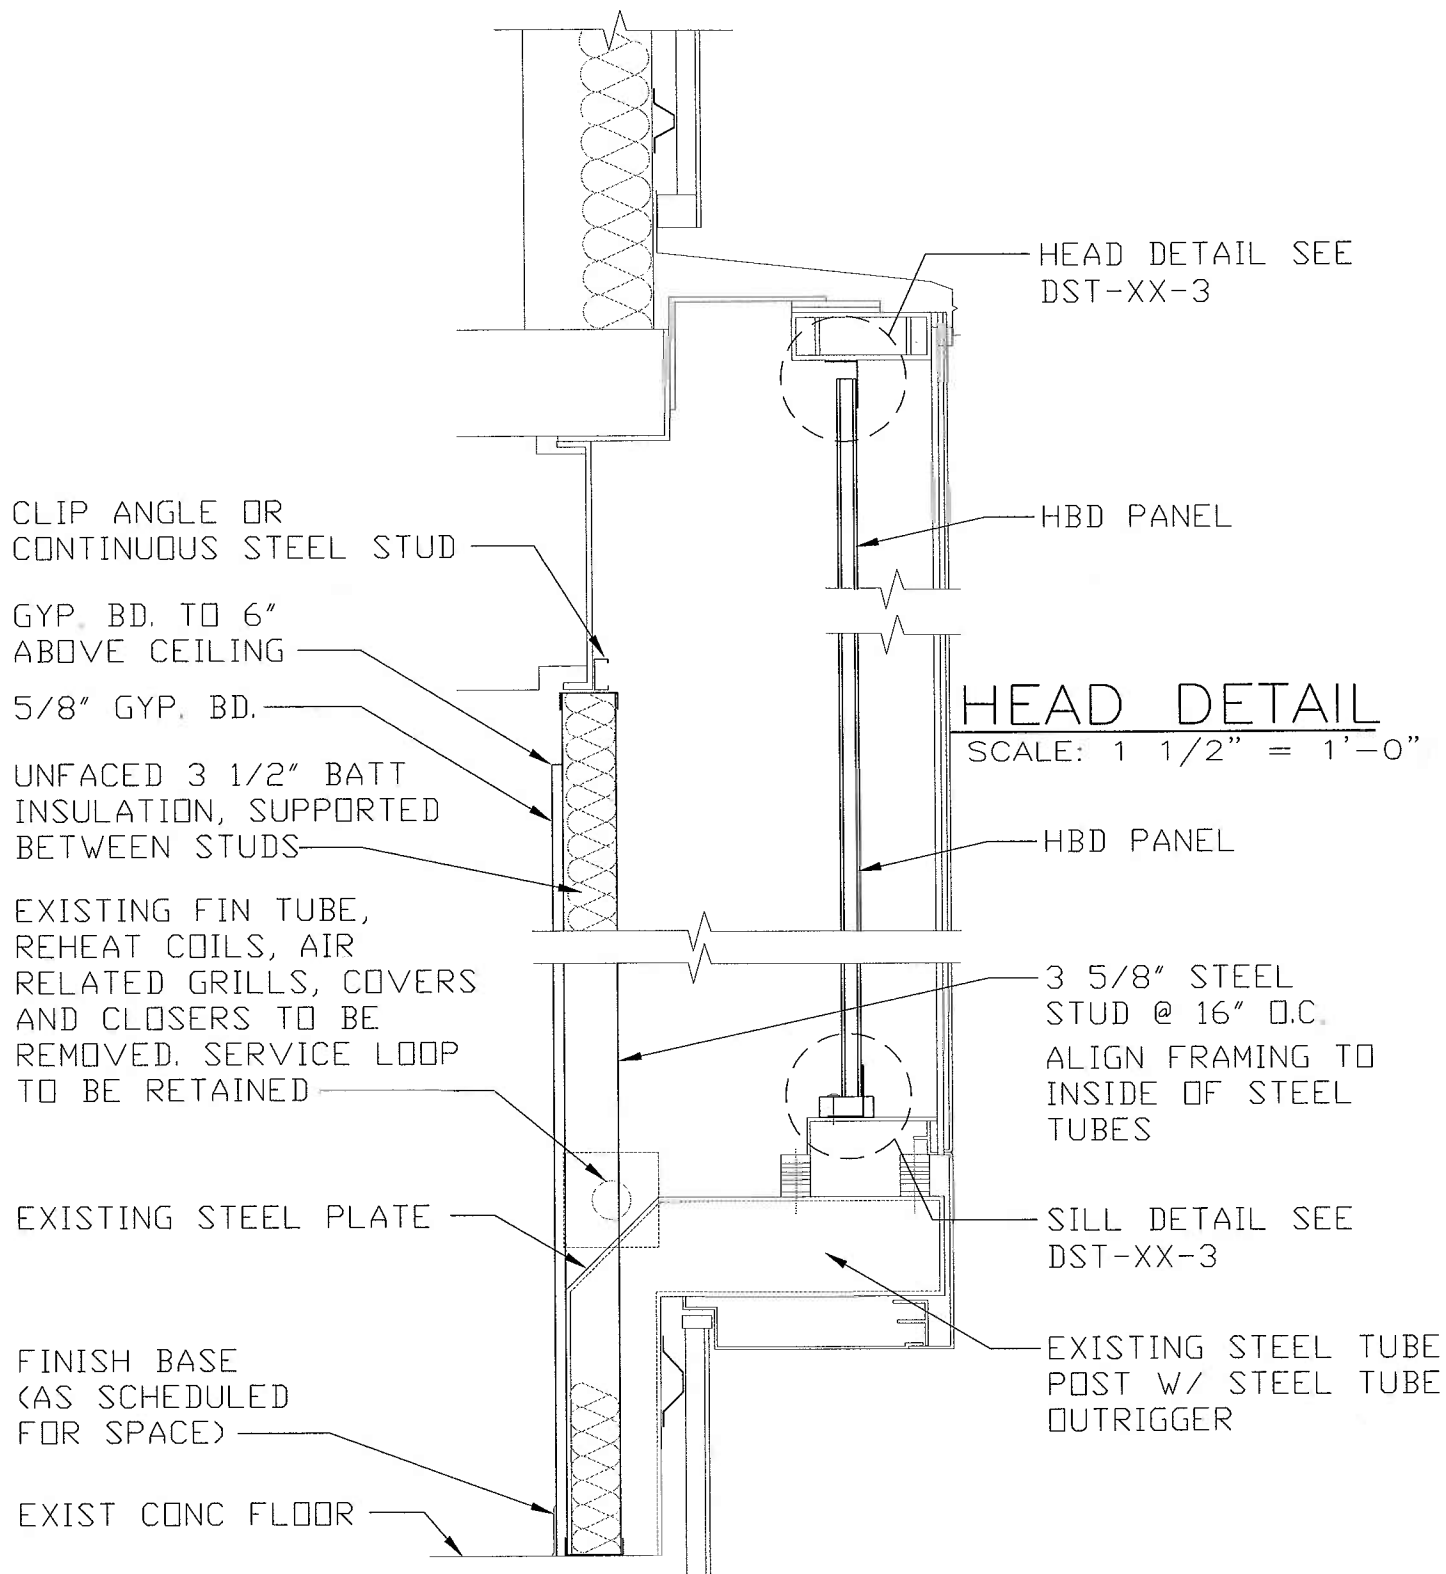 HEAD DETAIL SEE
DST-XX-3
CLIP ANGLE OR
CONTINUOUS STEEL STUD
HBD PANEL
GYP. BD. TO 6"
ABOVE CEILING
5/8" GYP. BD.
HEAD DETAIL
SCALE: 1 1/2" = 1'-0"
UNFACED 3 1/2" BATT
INSULATION, SUPPORTED
BETWEEN STUDS
HBD PANEL
EXISTING FIN TUBE,
REHEAT COILS, AIR
RELATED GRILLS, COVERS
AND CLOSERS TO BE
REMOVED. SERVICE LOOP
TO BE RETAINED
3 5/8" STEEL
STUD @ 16" O.C.
ALIGN FRAMING TO
INSIDE OF STEEL
TUBES
EXISTING STEEL PLATE
SILL DETAIL SEE
DST-XX-3
FINISH BASE
(AS SCHEDULED
FOR SPACE)
EXISTING STEEL TUBE
POST W/ STEEL TUBE
OUTRIGGER
EXIST CONC FLOOR